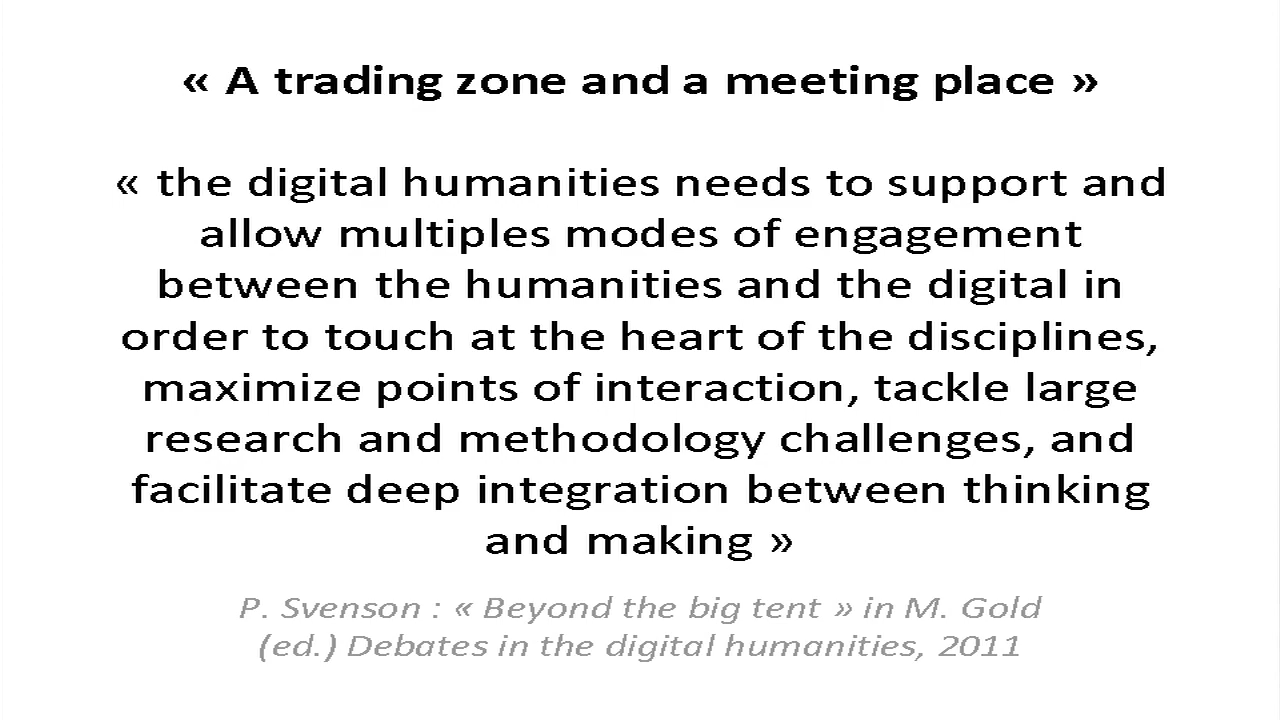 « A trading zone and a meeting place »
« the digital humanities needs to support and
allow multiples modes of engagement
between the humanities and the digital in
order to touch at the heart of the disciplines,
maximize points of interaction, tackle large
research and methodology challenges, and
facilitate deep integration between thinking
and making »
P. Svenson : « Beyond the big tent » in M. Gold
(ed.) Debates in the digital humanities, 2011